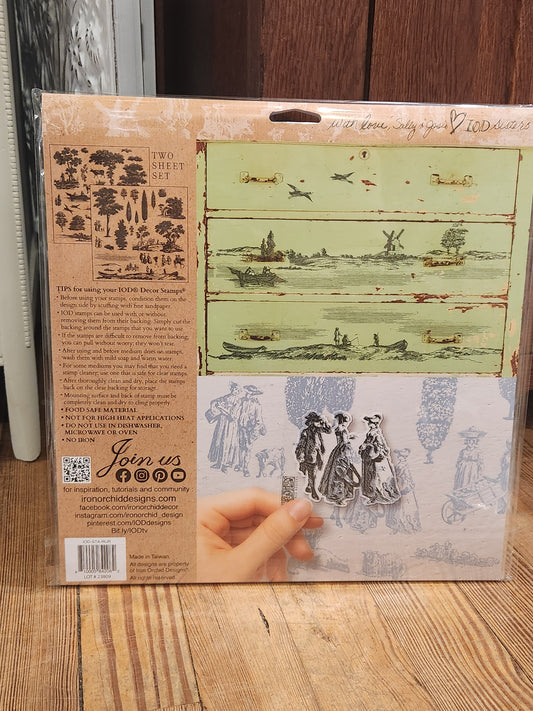 With love, Sally & Josie IOD Sisters
TWO
SHEET
SET
TIPS for using your IOD® Decor Stamps®
• Before using your stamps, condition them on the
design side by scuffing with fine sandpaper.
• IOD stamps can be used with or without
removing them from their backing. Simply cut the
backing around the stamps that you want to use.
• If the stamps are difficult to remove from backing,
you can pull without worry they won't tear.
• After using and before medium dries on stamps,
wash them with mild soap and warm water.
• For some mediums you may find that you need a
stamp cleaner; use one that is safe for clear stamps.
• After thoroughly clean and dry, place the stamps
back on the clear backing for storage.
• Mounting surface and back of stamp must be
completely clean and dry to cling properly.
• FOOD SAFE MATERIAL
• NOT FOR HIGH HEAT APPLICATIONS
• DO NOT USE IN DISHWASHER,
MICROWAVE OR OVEN
• NO IRON
Join us
for inspiration, tutorials and community
ironorchiddesigns.com
facebook.com/ironorchiddecor
instagram.com/ironorchid_design
pinterest.com/IODdesigns
Bit.ly/IODtv
LOT # 23809
Made in Taiwan.
All designs are property
of Iron Orchid Designs.®
All rights reserved.